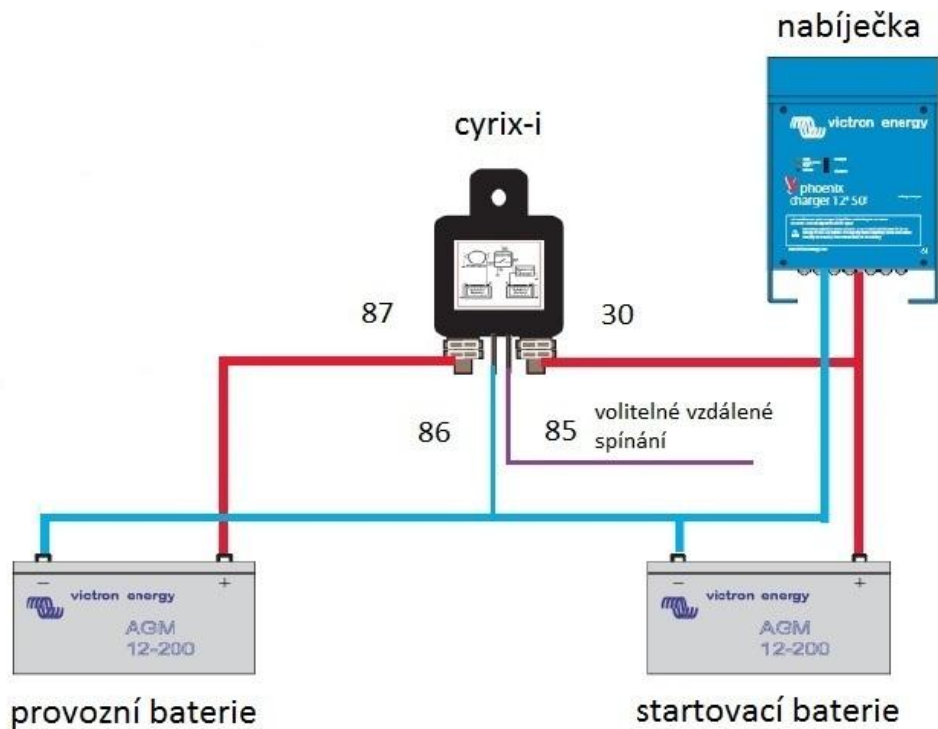 nabíječka
cyrix-i
victron energy
phoenix
charger 12|50
87
30
86
85
volitelné vzdálené
spínání
− +
victron energy
AGM
12-200
− +
victron energy
AGM
12-200
provozní baterie
startovací baterie